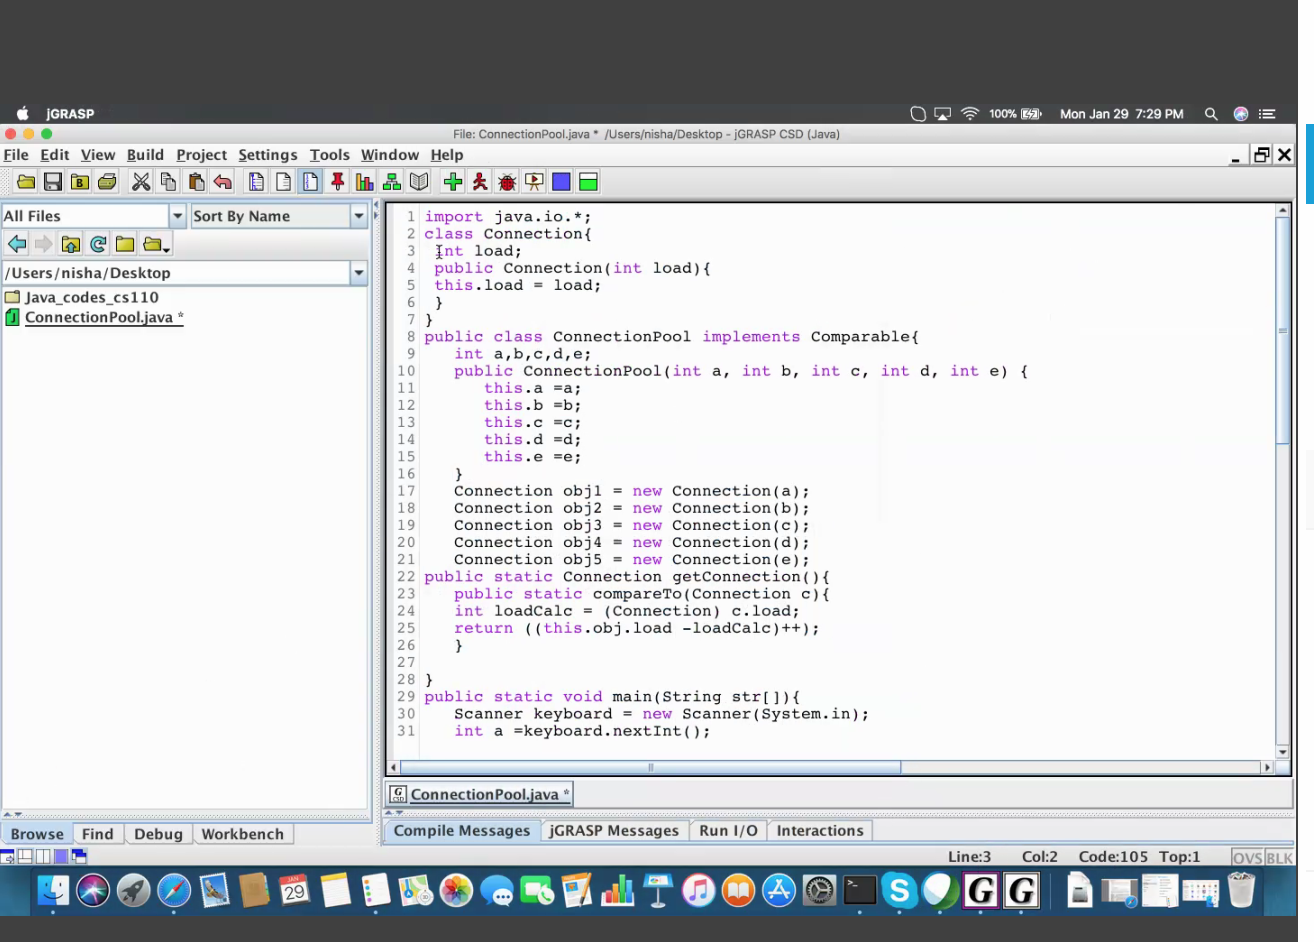 jGRASP
100%
Mon Jan 29 7:29 PM
File: ConnectionPool.java * /Users/nisha/Desktop - jGRASP CSD (Java)
File Edit View Build Project Settings Tools Window Help
B
All Files
Sort By Name
/Users/nisha/Desktop
Java_codes_cs110
ConnectionPool.java *
1 import java.io.*;
2 class Connection{
3 int load;
4 public Connection(int load){
5 this.load = load;
6 }
7 }
8 public class ConnectionPool implements Comparable{
9 int a,b,c,d,e;
10 public ConnectionPool(int a, int b, int c, int d, int e) {
11 this.a =a;
12 this.b =b;
13 this.c =c;
14 this.d =d;
15 this.e =e;
16 }
17 Connection obj1 = new Connection(a);
18 Connection obj2 = new Connection(b);
19 Connection obj3 = new Connection(c);
20 Connection obj4 = new Connection(d);
21 Connection obj5 = new Connection(e);
22 public static Connection getConnection(){
23 public static compareTo(Connection c){
24 int loadCalc = (Connection) c.load;
25 return ((this.obj.load -loadCalc)++);
26 }
27
28 }
29 public static void main(String str[]){
30 Scanner keyboard = new Scanner(System.in);
31 int a =keyboard.nextInt();
G CSD ConnectionPool.java *
Browse Find Debug Workbench
Compile Messages jGRASP Messages Run I/O Interactions
Line:3 Col:2 Code:105 Top:1 OVS BLK
JAN 29
S
G
G